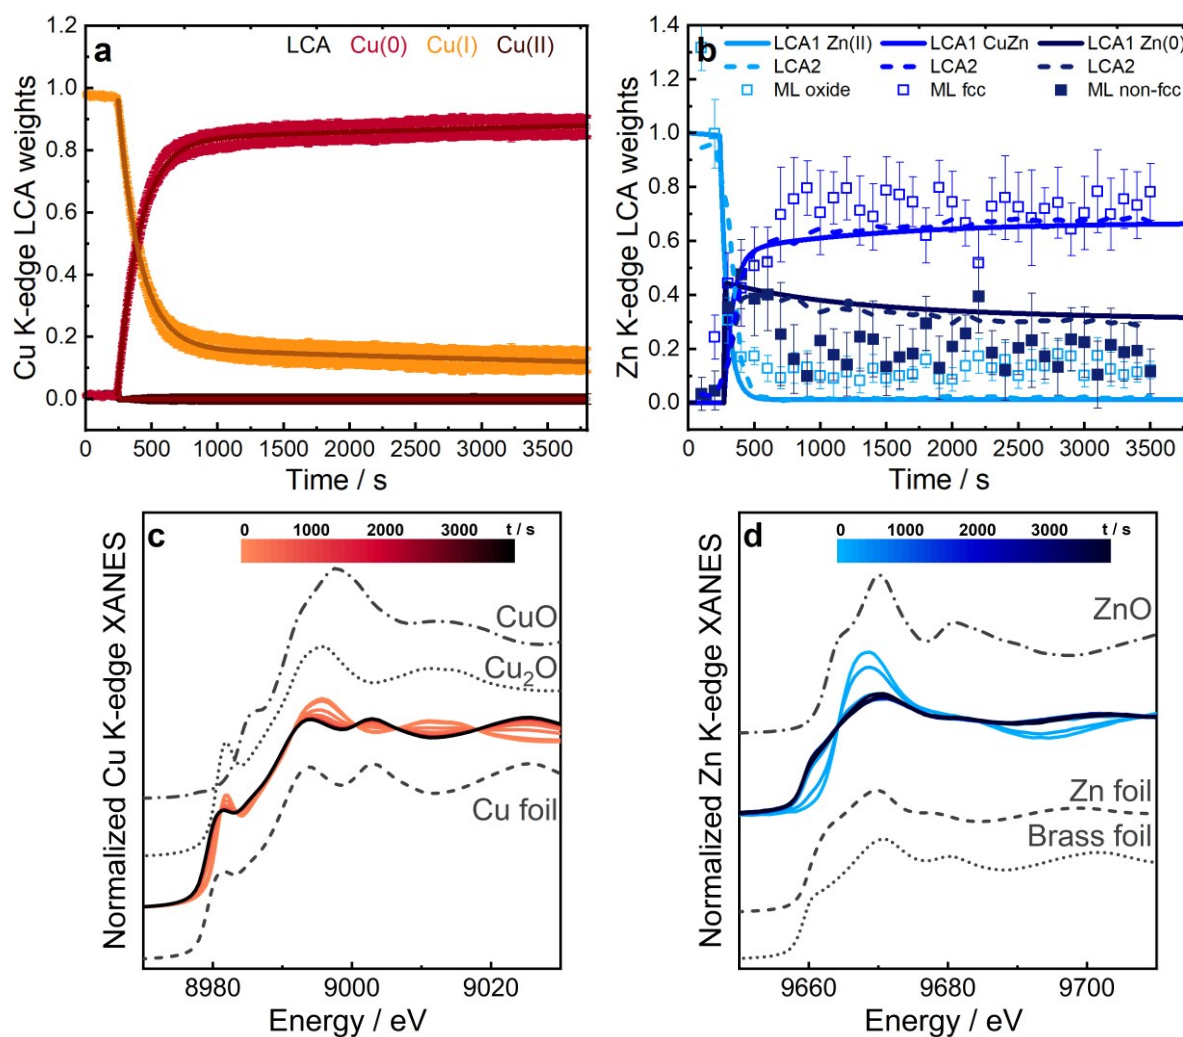 a
LCA Cu(0) Cu(I) Cu(II)
1.2
1.0
0.8
0.6
0.4
0.2
0.0
Cu K-edge LCA weights
0 500 1000 1500 2000 2500 3000 3500
Time / s
b
LCA1 Zn(II) LCA1 CuZn LCA1 Zn(0)
LCA2 LCA2 LCA2
ML oxide ML fcc ML non-fcc
1.4
1.2
1.0
0.8
0.6
0.4
0.2
0.0
Zn K-edge LCA weights
0 500 1000 1500 2000 2500 3000 3500
Time / s
c
0 1000 2000 3000 t / s
CuO
Cu₂O
Cu foil
Normalized Cu K-edge XANES
8980 9000 9020
Energy / eV
d
0 1000 2000 3000 t / s
ZnO
Zn foil
Brass foil
Normalized Zn K-edge XANES
9660 9680 9700
Energy / eV